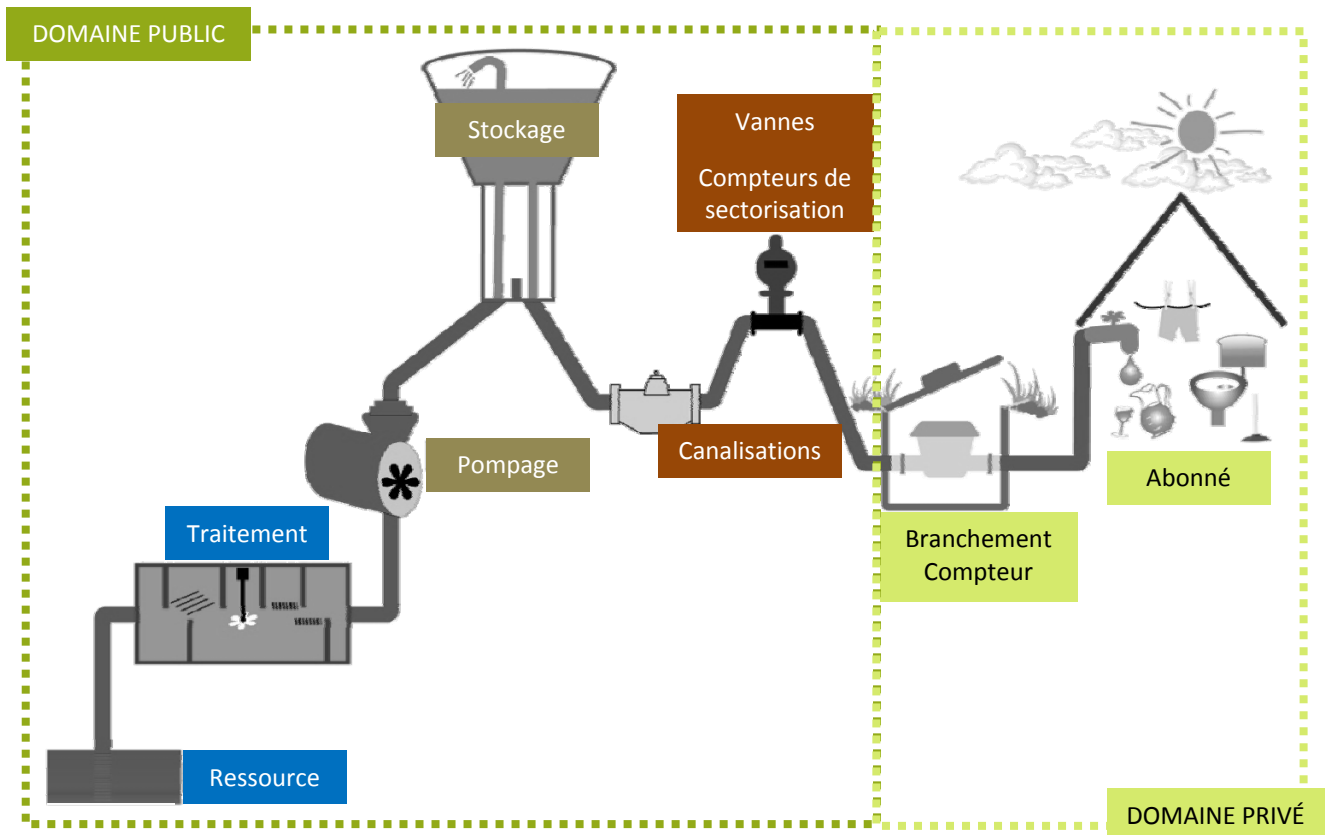 DOMAINE PUBLIC
Stockage
Vannes
Compteurs de
sectorisation
Pompage
Canalisations
Abonné
Traitement
Branchement
Compteur
Ressource
DOMAINE PRIVÉ